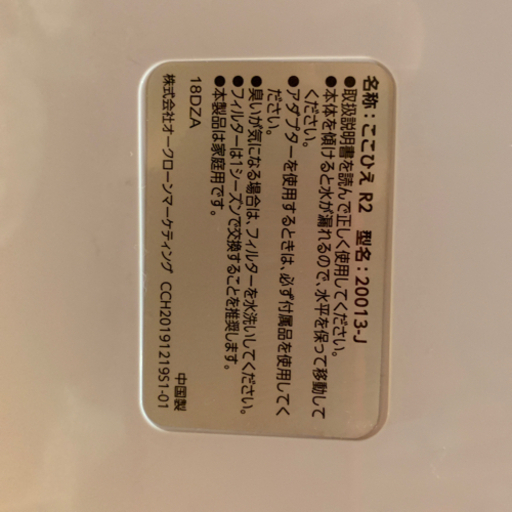 名称：ここひえ R2　型名：20013-J
●取扱説明書を読んで正しく使用してください。
●本体を傾けると水が漏れるので、水平を保って移動して
ください。
●アダプターを使用するときは、必ず付属品を使用してく
ださい。
●臭いが気になる場合は、フィルターを水洗いしてください。
●フィルターは1シーズンで交換することを推奨します。
●本製品は家庭用です。
18DZA
中国製
株式会社オークローンマーケティング CCH20191219S1-01